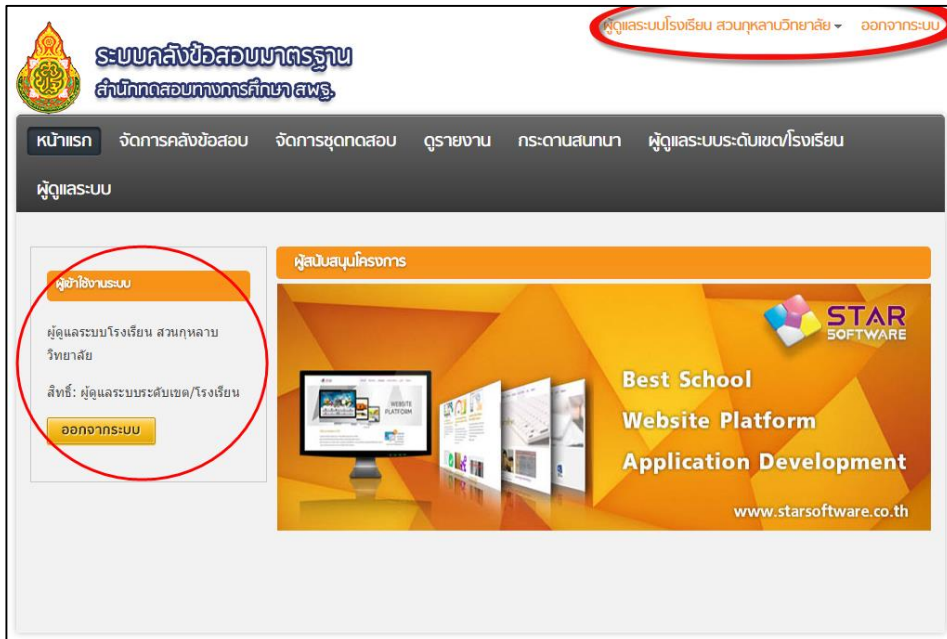 ผู้ดูแลระบบโรงเรียน สวนกุหลาบวิทยาลัย ออกจากระบบ
ระบบคลังข้อสอบมาตรฐาน
สำนักทดสอบทางการศึกษา สพฐ.
หน้าแรก จัดการคลังข้อสอบ จัดการชุดทดสอบ ดูรายงาน กระดานสนทนา ผู้ดูแลระบบระดับเขต/โรงเรียน
ผู้ดูแลระบบ
ผู้เข้าใช้งานระบบ
ผู้ดูแลระบบโรงเรียน สวนกุหลาบ
วิทยาลัย
สิทธิ์: ผู้ดูแลระบบระดับเขต/โรงเรียน
ออกจากระบบ
ผู้สนับสนุนโครงการ
STAR
SOFTWARE
WEBSITE
PLATFORM
Best School
Website Platform
Application Development
www.starsoftware.co.th